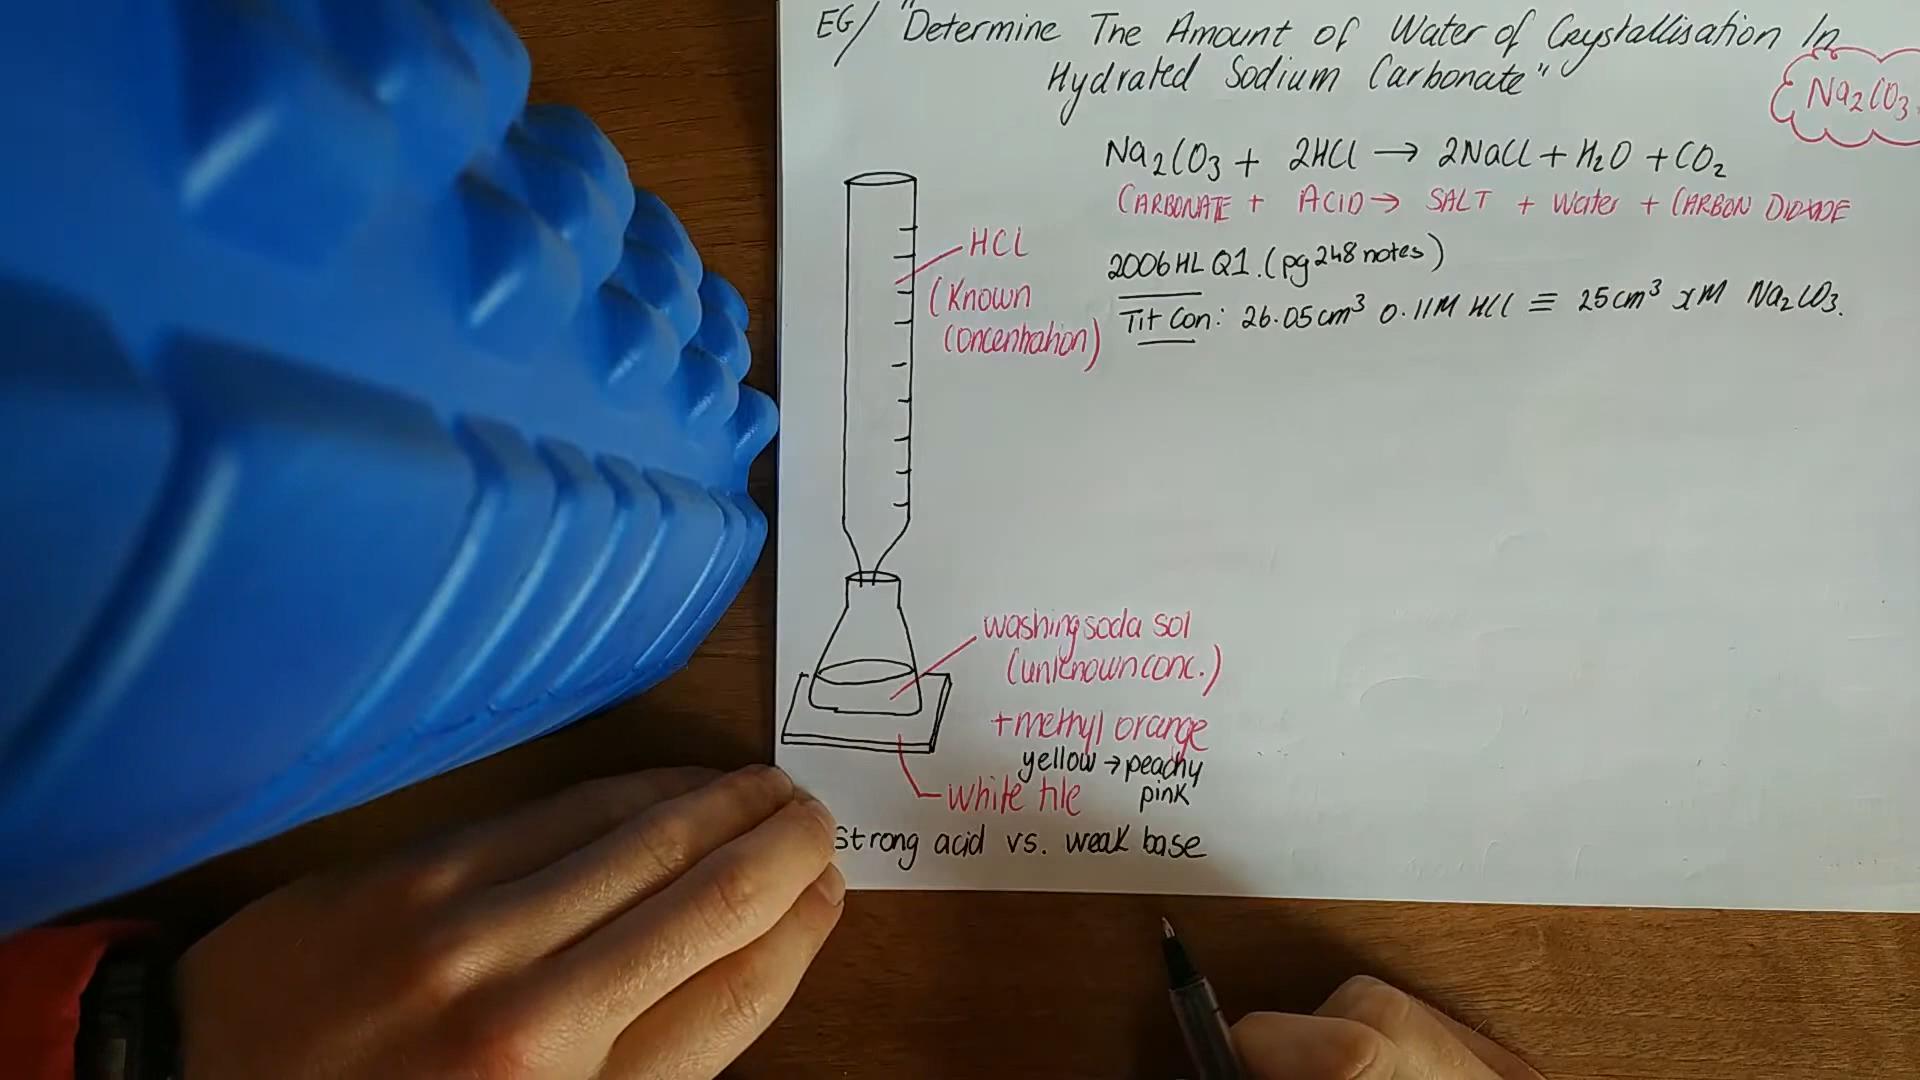 EG/ "Determine The Amount of Water of Crystallisation In
Hydrated Sodium Carbonate"
Na2CO3.
Na2CO3 + 2HCl → 2NaCl + H2O + CO2
CARBONATE + ACID → SALT + Water + CARBON DIOXIDE
2006 HL Q1. (pg 248 notes)
Tit Con: 26.05cm³ 0.11M HCl ≡ 25cm³ xM Na2CO3.
HCl
(Known
Concentration)
washing soda sol
(unknown conc.)
+ methyl orange
yellow → peachy
pink
white tile
Strong acid vs. weak base